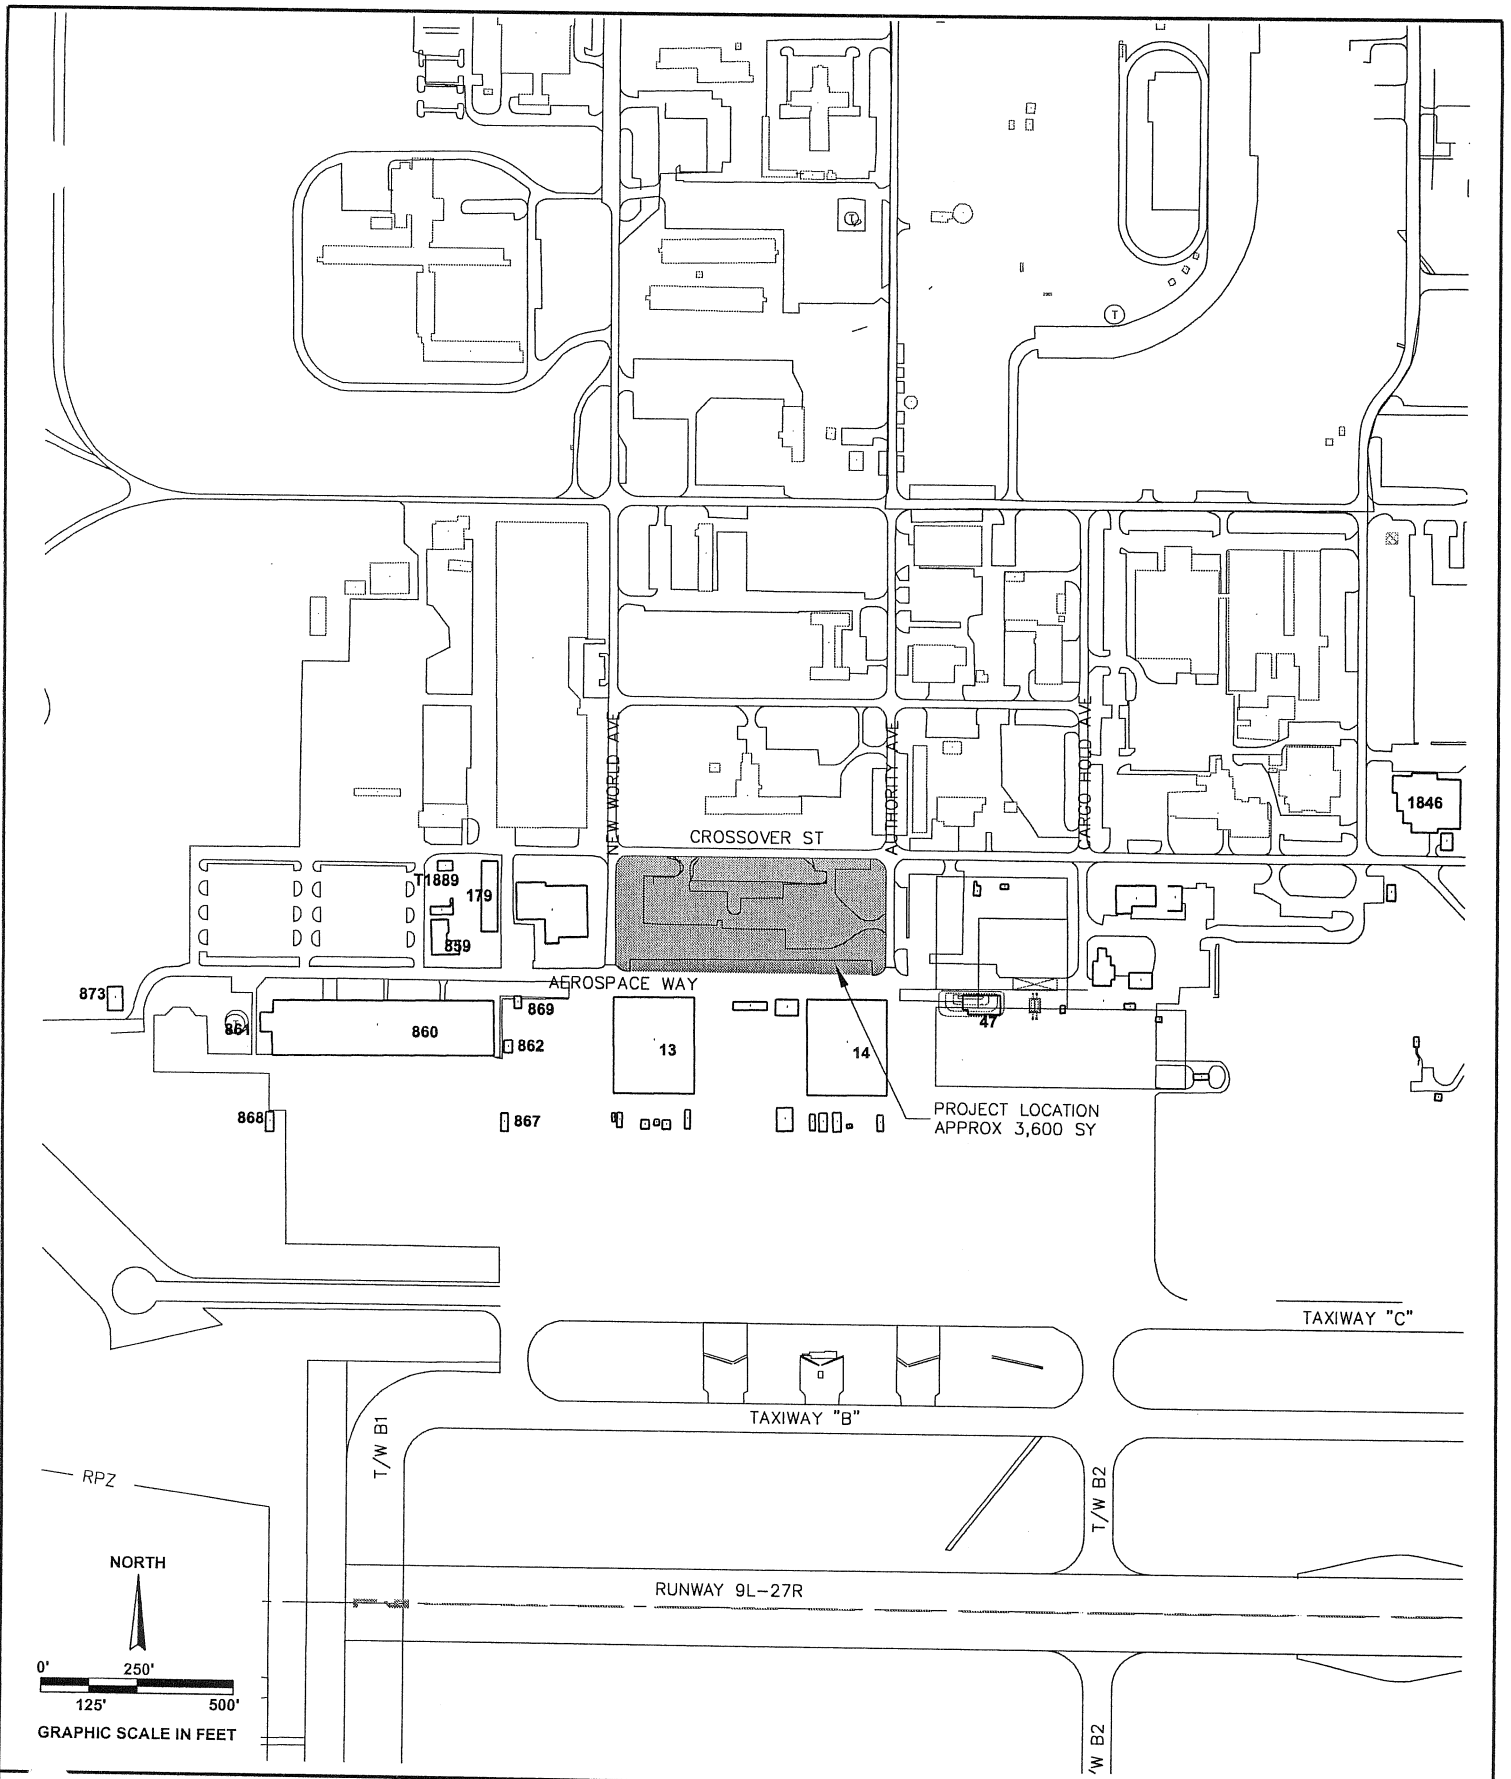 T
T
NEW WORLD AVE
AUTHORITY AVE
CARGO HOLD AVE
1846
CROSSOVER ST
T1889
179
859
AEROSPACE WAY
873
861
860
869
862
13
14
47
868
867
PROJECT LOCATION
APPROX 3,600 SY
TAXIWAY "C"
TAXIWAY "B"
T/W B1
T/W B2
RPZ
NORTH
RUNWAY 9L-27R
0' 250'
125' 500'
GRAPHIC SCALE IN FEET
/W B2